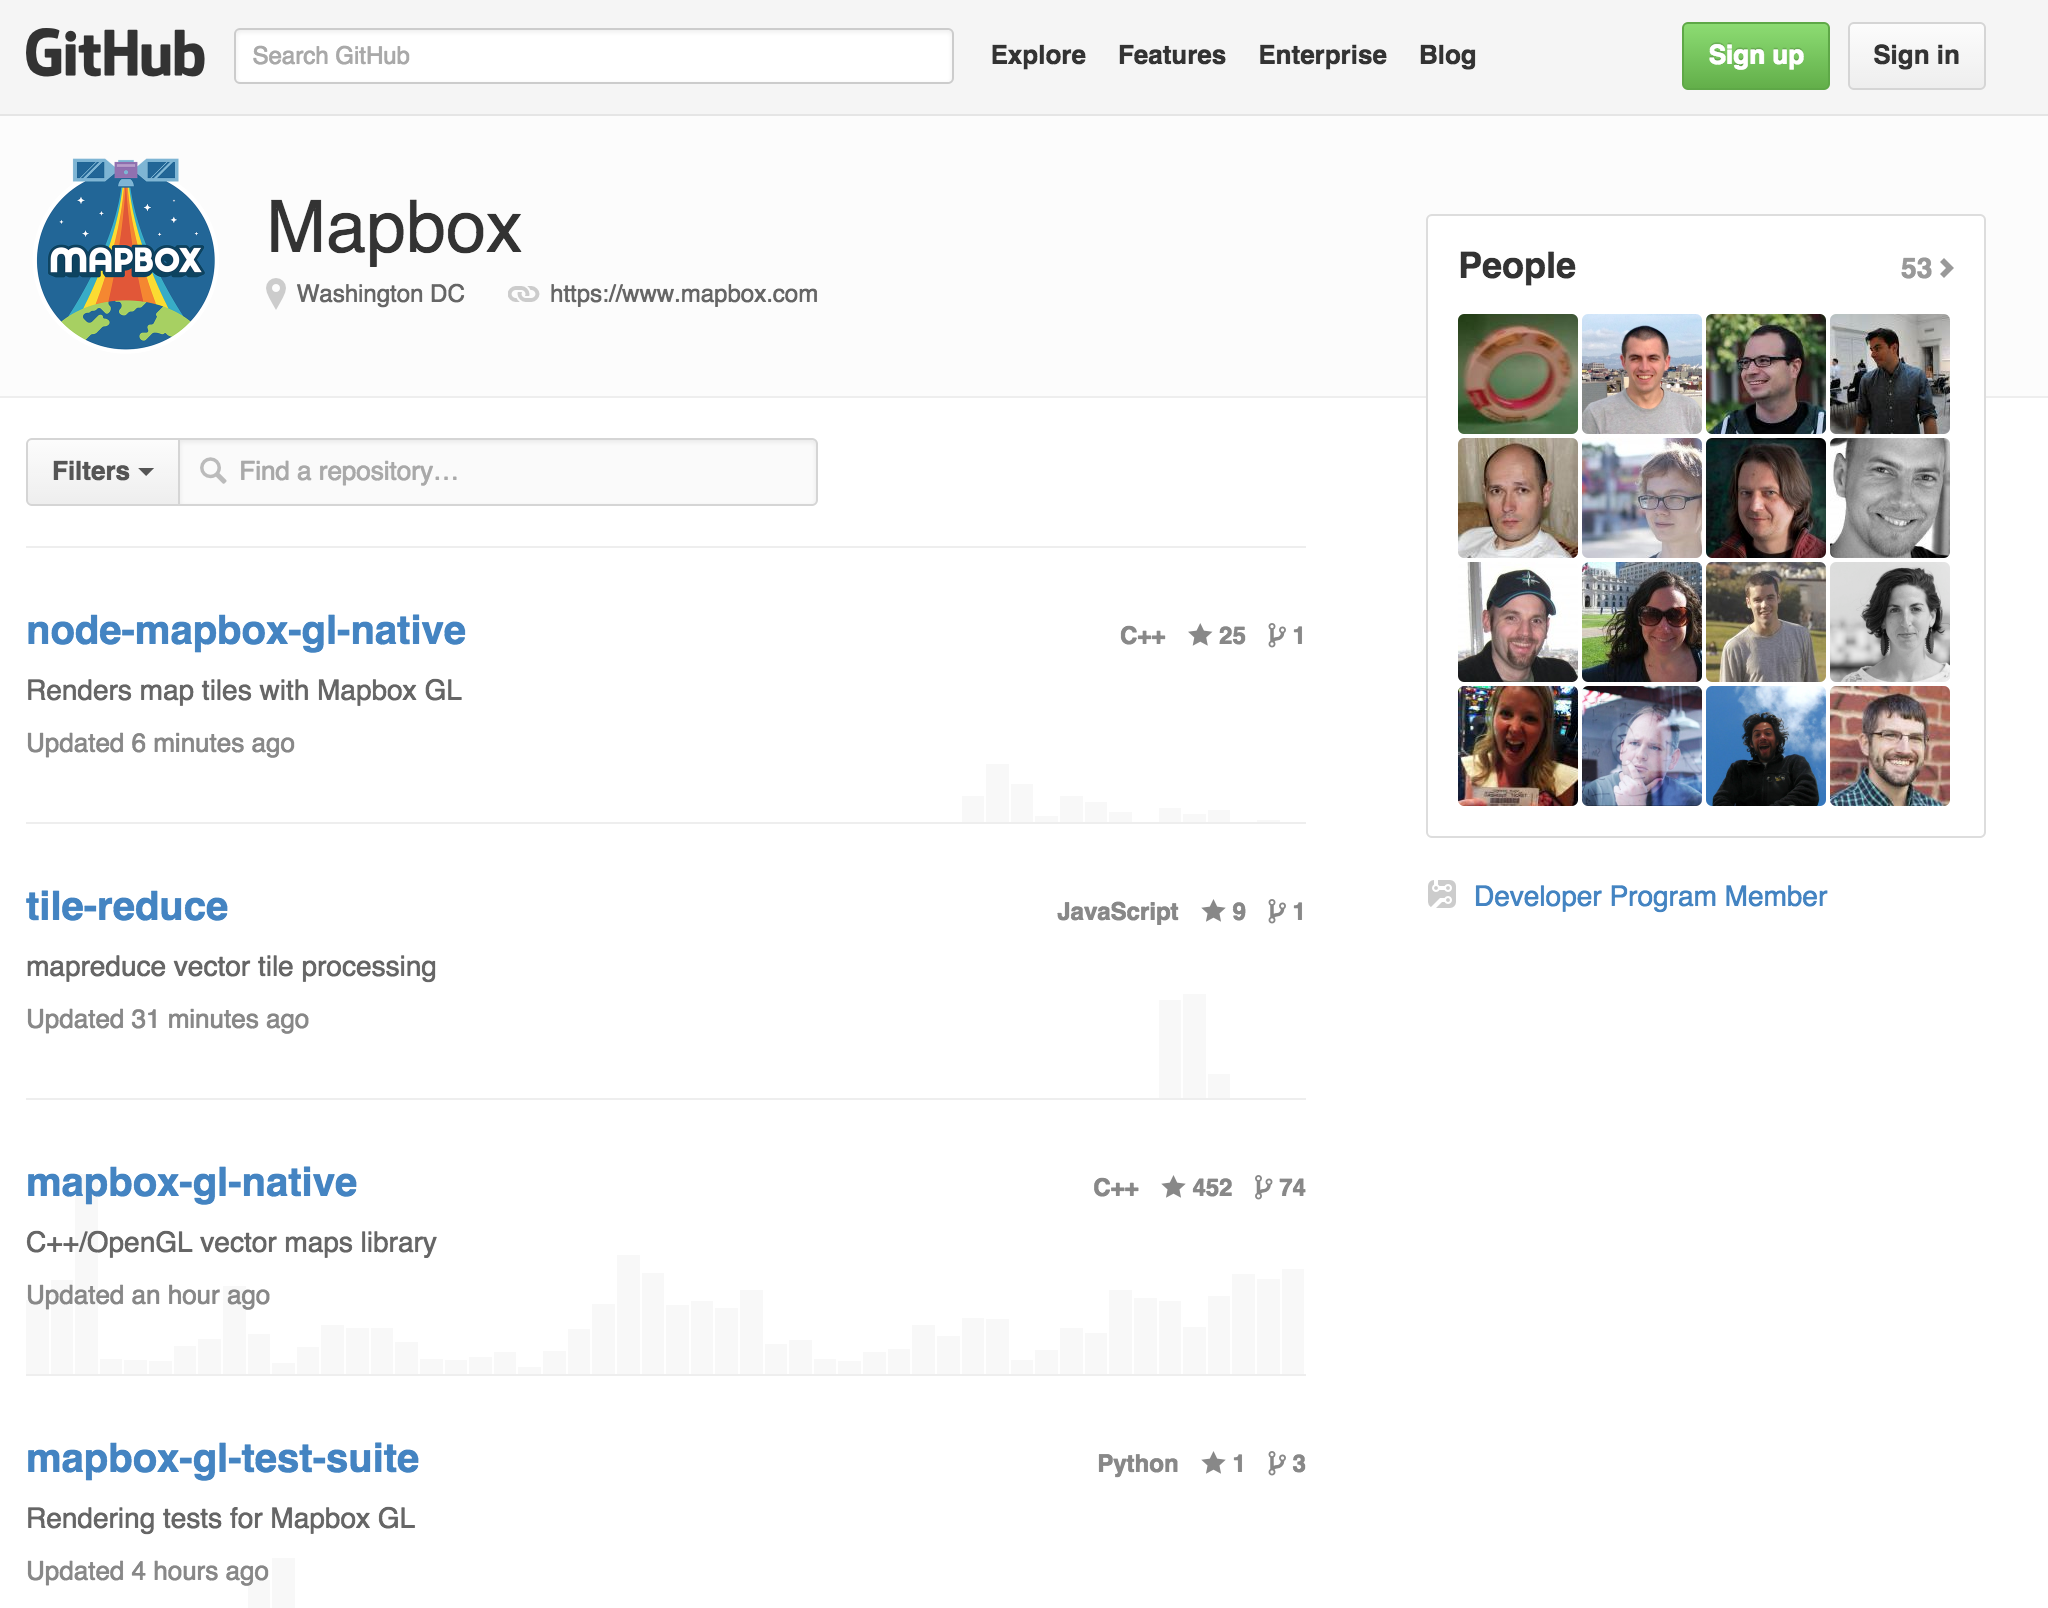 GitHub
Search GitHub
Explore Features Enterprise Blog
Sign up
Sign in
MAPBOX
Mapbox
Washington DC
https://www.mapbox.com
People
53
Filters
Find a repository…
node-mapbox-gl-native
C++ 25 1
Renders map tiles with Mapbox GL
Updated 6 minutes ago
tile-reduce
JavaScript 9 1
mapreduce vector tile processing
Updated 31 minutes ago
Developer Program Member
mapbox-gl-native
C++ 452 74
C++/OpenGL vector maps library
Updated an hour ago
mapbox-gl-test-suite
Python 1 3
Rendering tests for Mapbox GL
Updated 4 hours ago